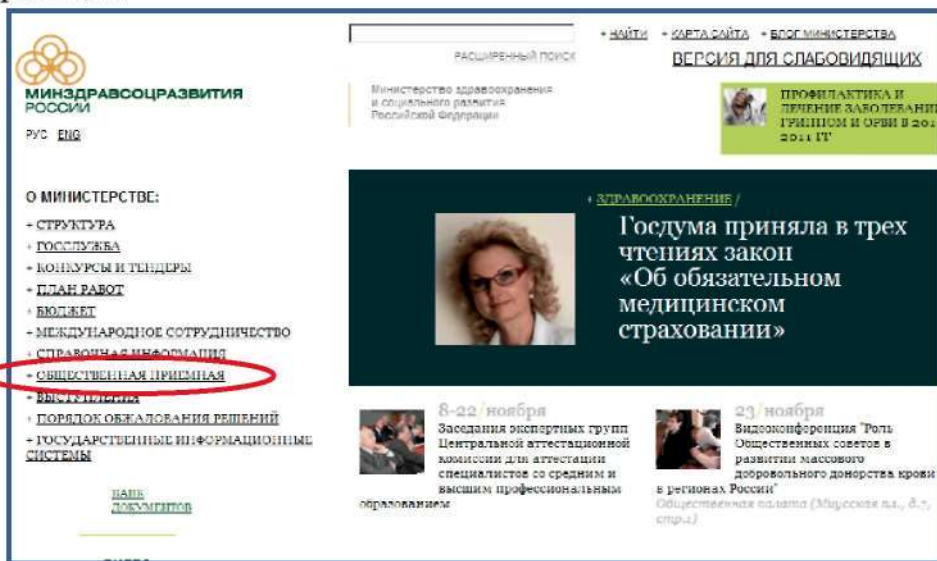 + НАЙТИ + КАРТА САЙТА + БЛОГ МИНИСТЕРСТВА
РАСШИРЕННЫЙ ПОИСК
ВЕРСИЯ ДЛЯ СЛАБОВИДЯЩИХ
МИНЗДРАВСОЦРАЗВИТИЯ
РОССИИ
РУС ENG
Министерство здравоохранения
и социального развития
Российской Федерации
ПРОФИЛАКТИКА И
ЛЕЧЕНИЕ ЗАБОЛЕВАНИ
ГРИППОМ И ОРВИ В 201
2011 ГГ
О МИНИСТЕРСТВЕ:
+ СТРУКТУРА
+ ГОССЛУЖБА
+ КОНКУРСЫ И ТЕНДЕРЫ
+ ПЛАН РАБОТ
+ БЮДЖЕТ
+ МЕЖДУНАРОДНОЕ СОТРУДНИЧЕСТВО
+ СПРАВОЧНАЯ ИНФОРМАЦИЯ
+ ОБЩЕСТВЕННАЯ ПРИЕМНАЯ
+ ВЫСТУПЛЕНИЯ
+ ПОРЯДОК ОБЖАЛОВАНИЯ РЕШЕНИЙ
+ ГОСУДАРСТВЕННЫЕ ИНФОРМАЦИОННЫЕ
СИСТЕМЫ
БАНК
ДОКУМЕНТОВ
+ ЗДРАВООХРАНЕНИЕ /
Госдума приняла в трех
чтениях закон
«Об обязательном
медицинском
страховании»
8-22/ноября
Заседания экспертных групп
Центральной аттестационной
комиссии для аттестации
специалистов со средним и
высшим профессиональным
образованием
23/ноября
Видеоконференция "Роль
Общественных советов в
развитии массового
добровольного донорства крови
в регионах России"
Общественная палата (Миусская пл., д.7,
стр.1)